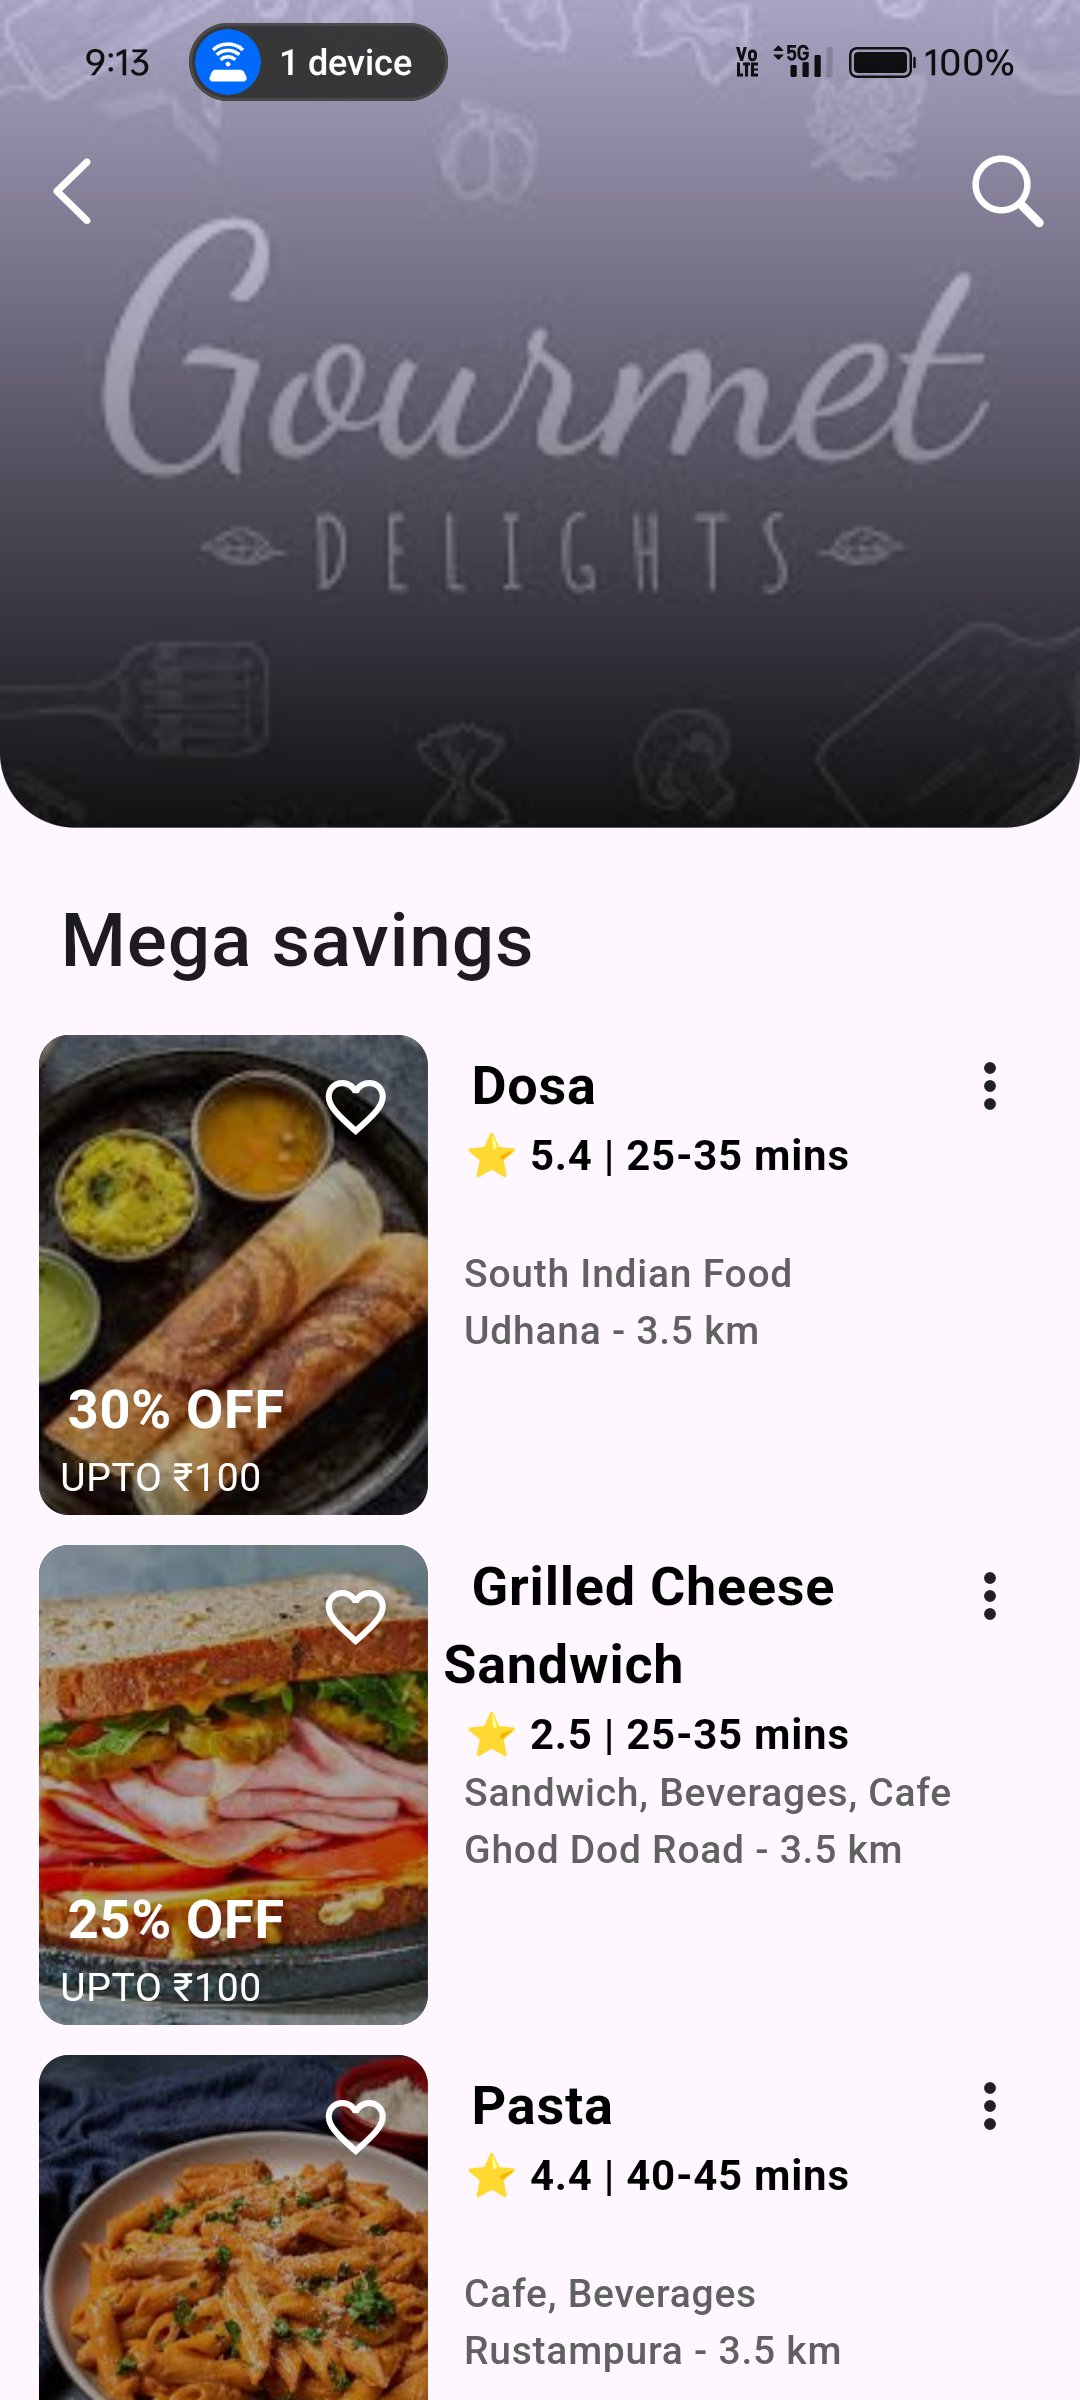 9:13
1 device
Vo LTE
5G
100%
Gourmet
DELIGHTS
Mega savings
Dosa
⭐ 5.4 | 25-35 mins
South Indian Food
Udhana - 3.5 km
30% OFF
UPTO ₹100
Grilled Cheese
Sandwich
⭐ 2.5 | 25-35 mins
Sandwich, Beverages, Cafe
Ghod Dod Road - 3.5 km
25% OFF
UPTO ₹100
Pasta
⭐ 4.4 | 40-45 mins
Cafe, Beverages
Rustampura - 3.5 km